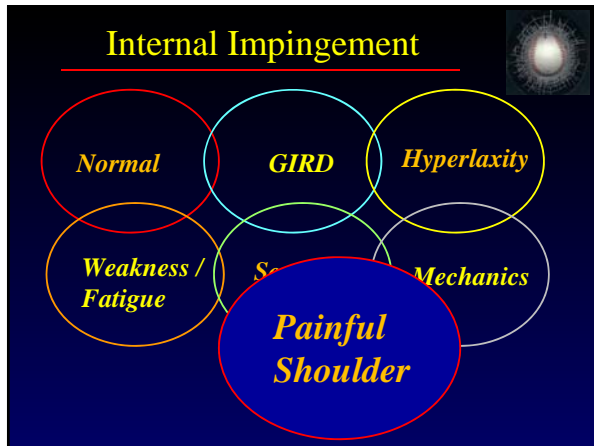 Internal Impingement
Normal
GIRD
Hyperlaxity
Weakness /
Fatigue
Mechanics
Painful
Shoulder